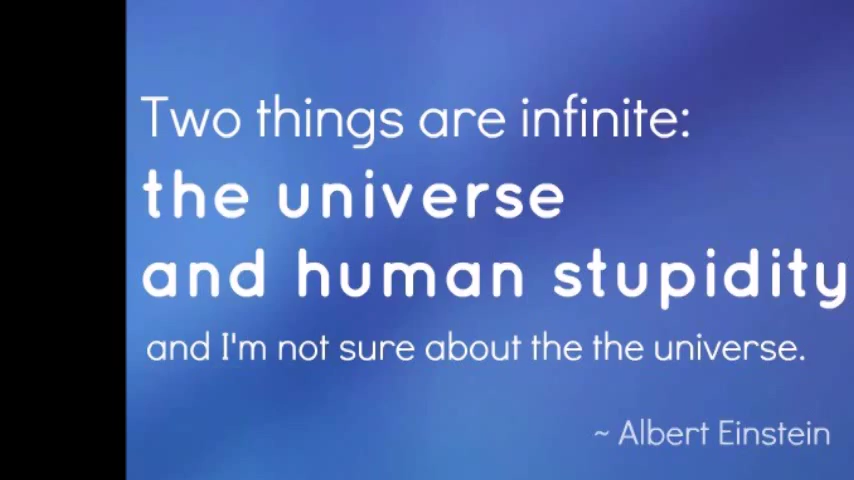 Two things are infinite:
the universe
and human stupidity
and I'm not sure about the the universe.
~ Albert Einstein